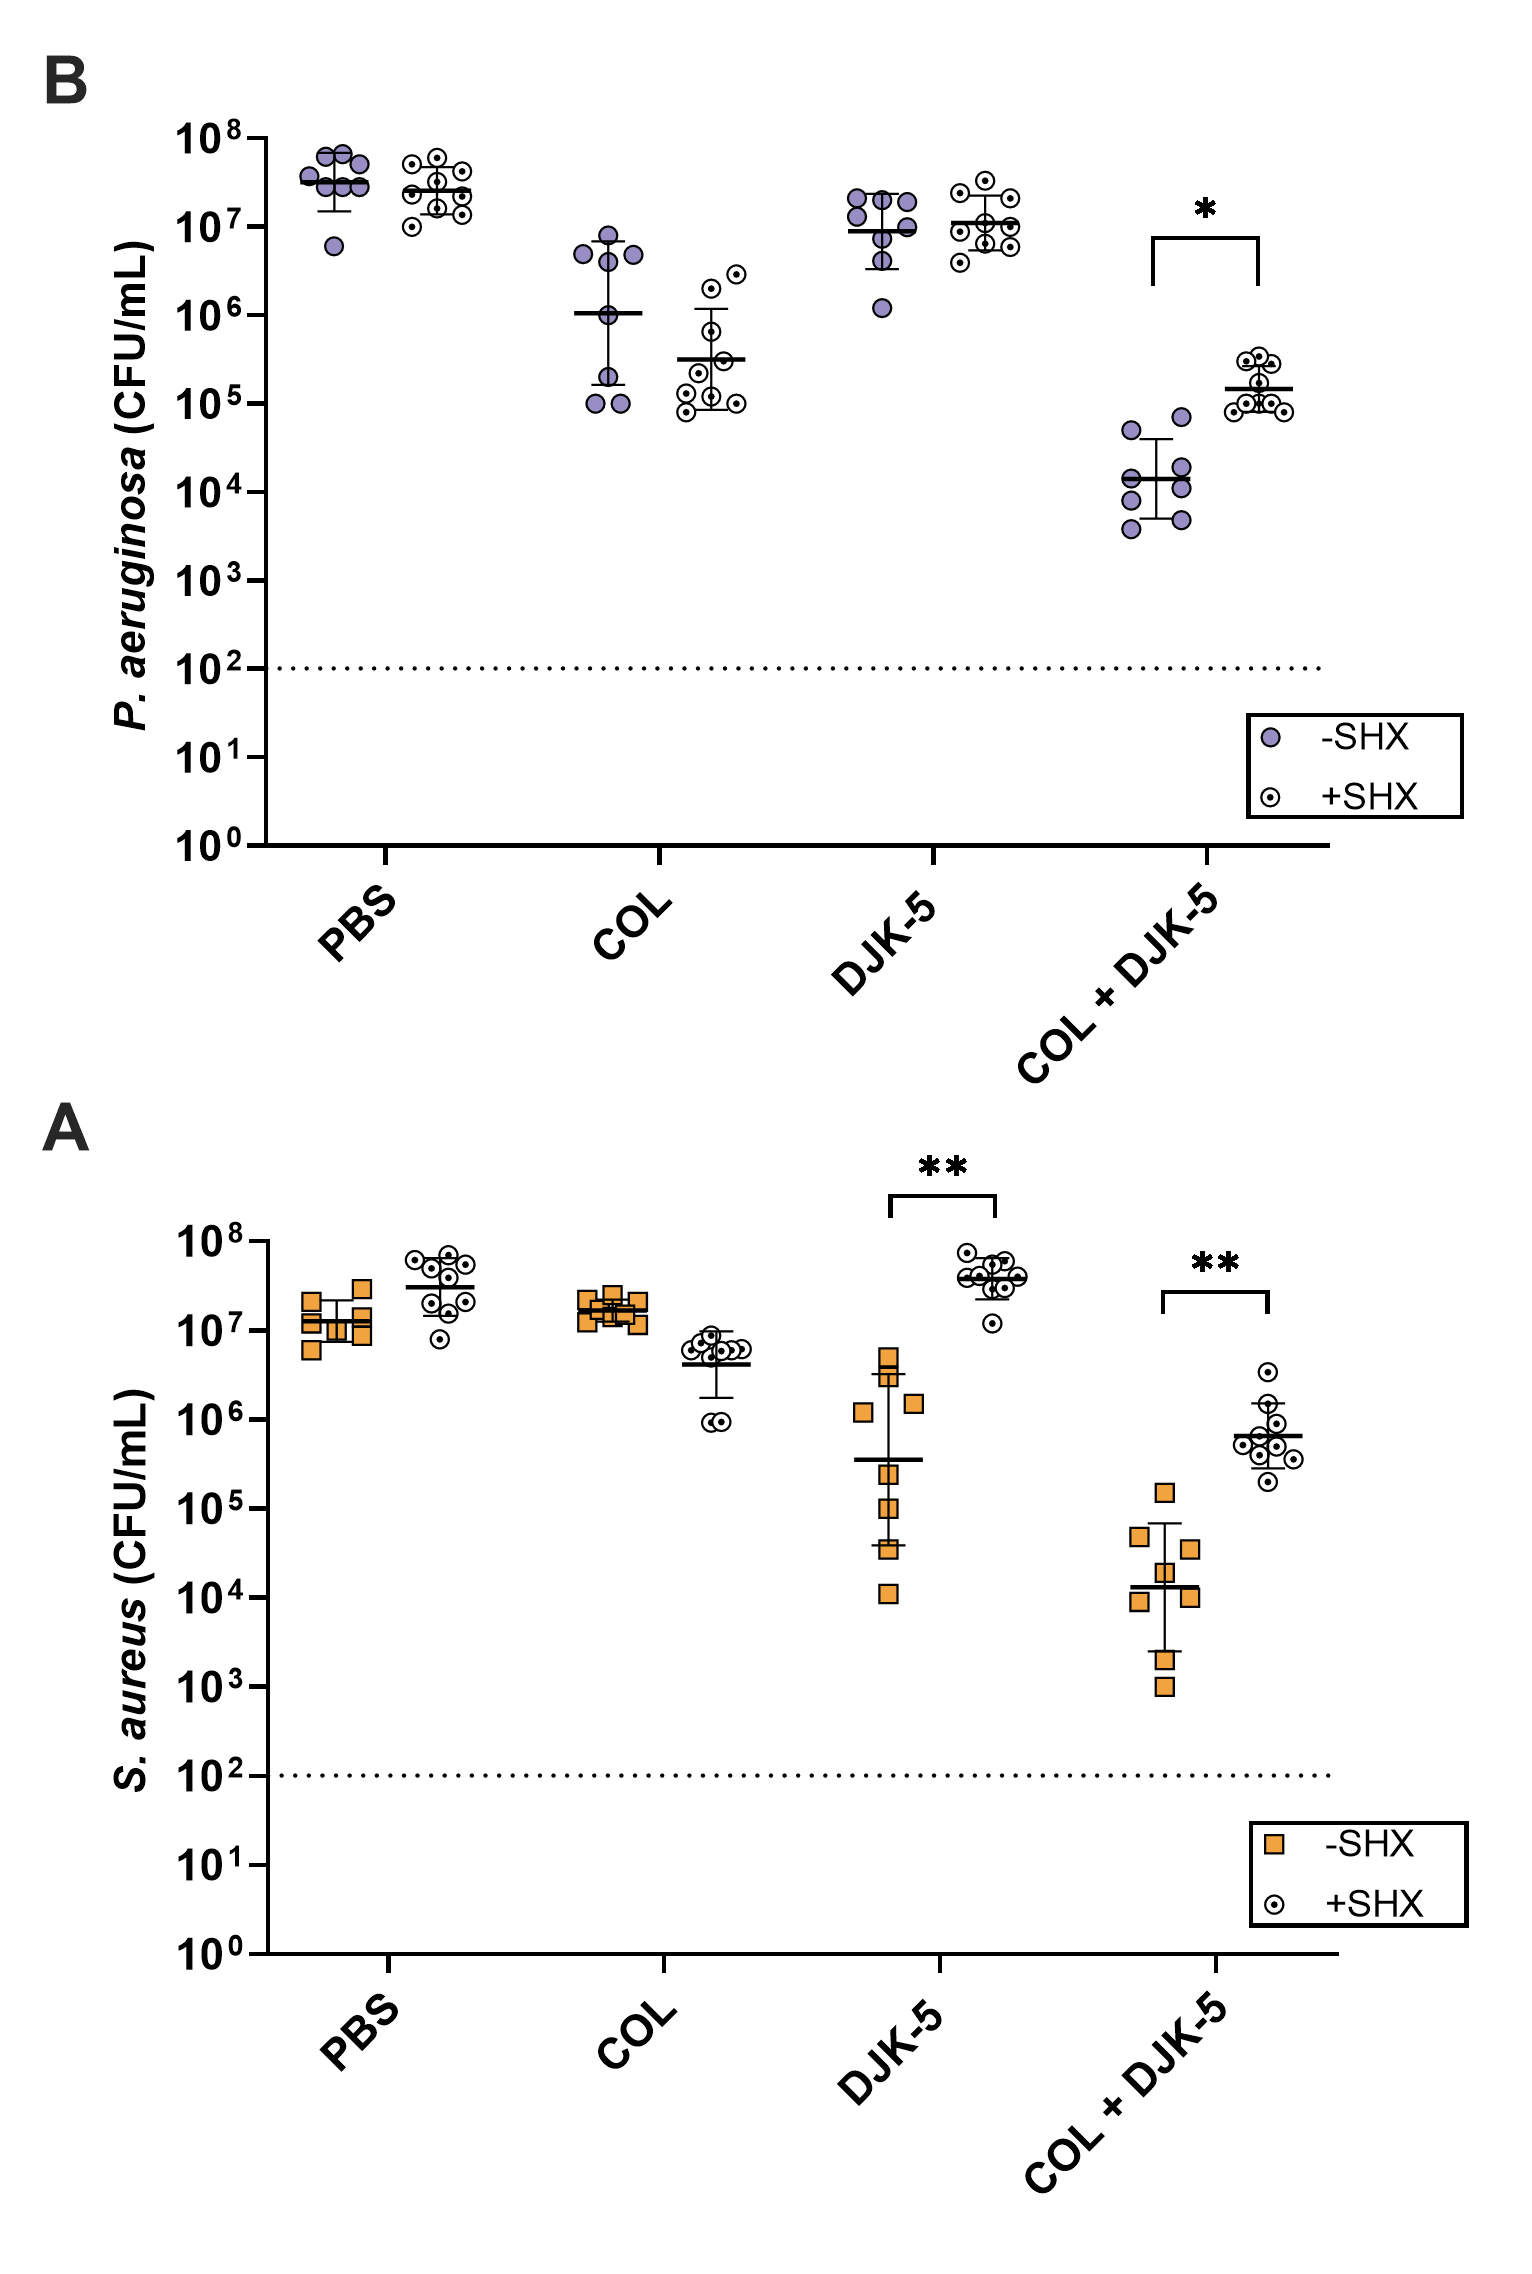 B
P. aeruginosa (CFU/mL)
10⁸
10⁷
10⁶
10⁵
10⁴
10³
10²
10¹
10⁰
*
-SHX
+SHX
PBS
COL
DJK-5
COL + DJK-5
A
S. aureus (CFU/mL)
10⁸
10⁷
10⁶
10⁵
10⁴
10³
10²
10¹
10⁰
**
**
-SHX
+SHX
PBS
COL
DJK-5
COL + DJK-5